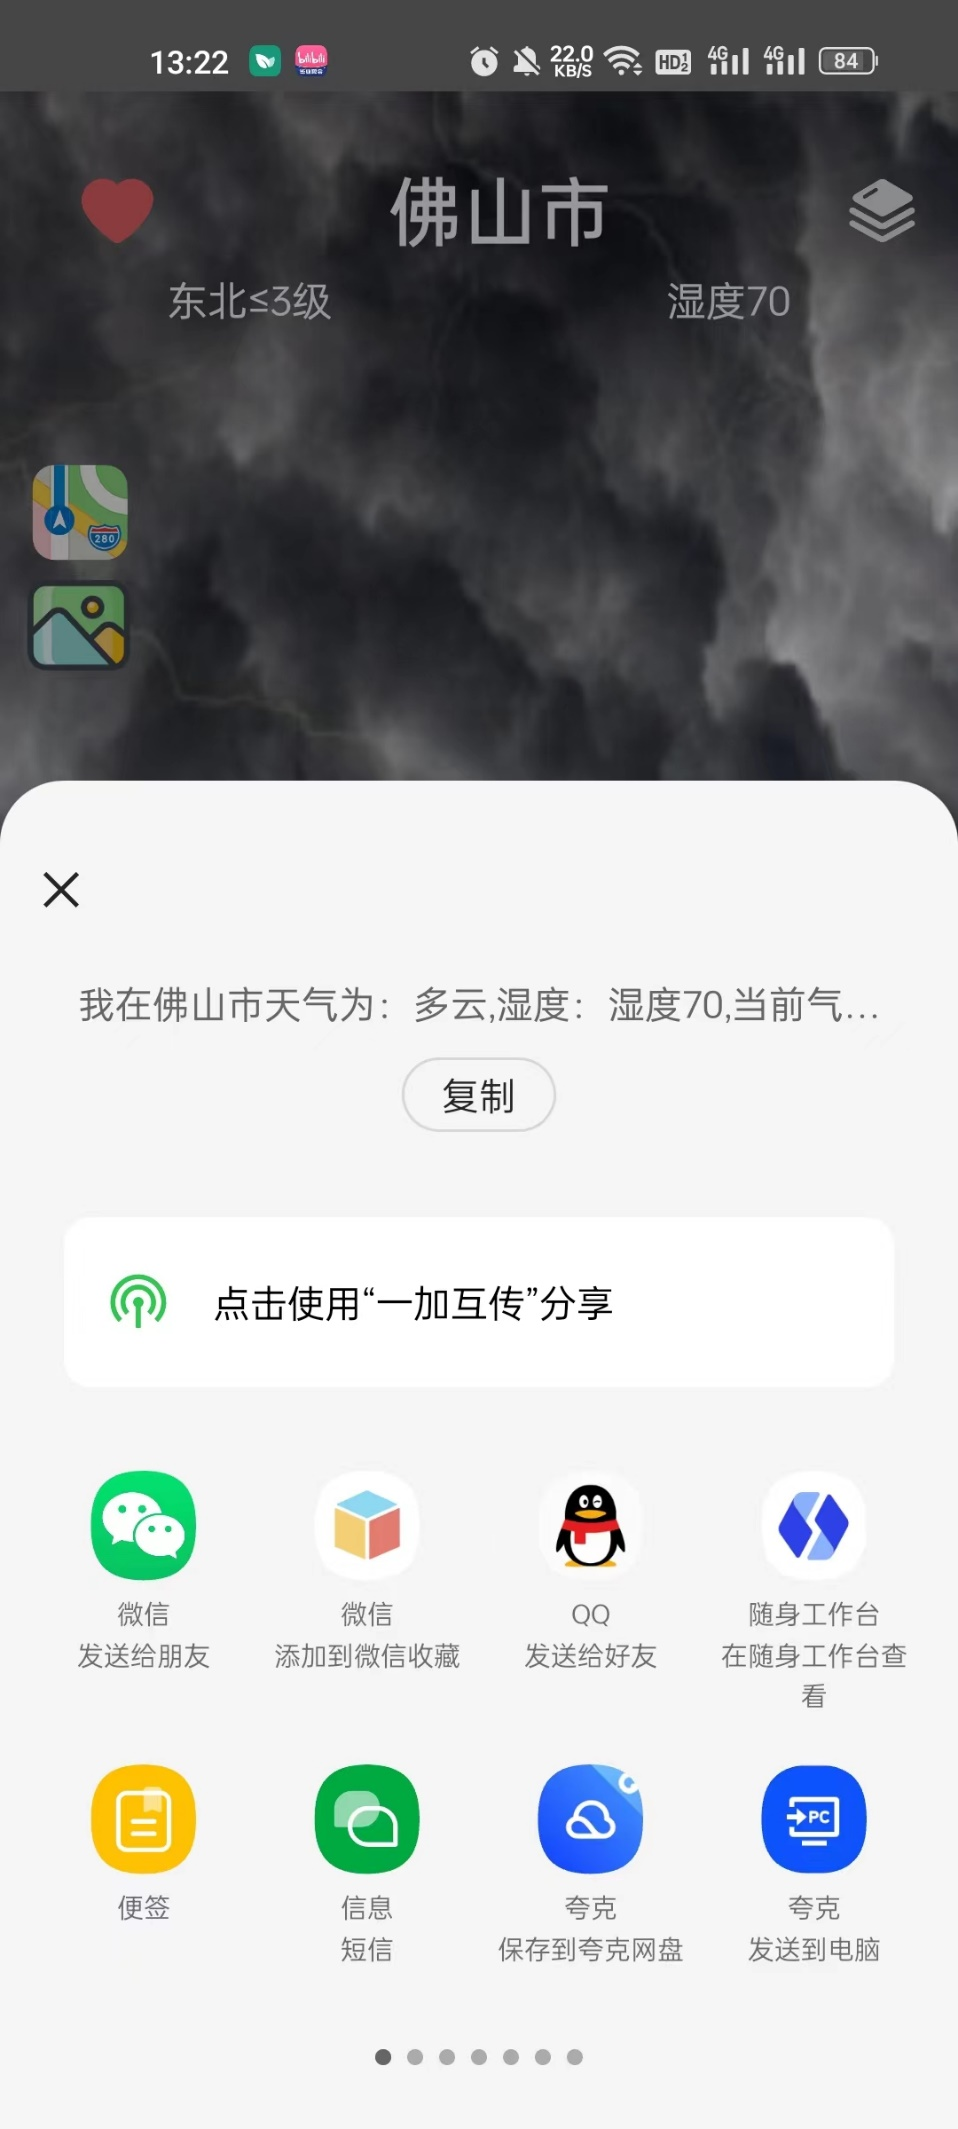 13:22
bilibili
22.0
KB/S
HD
4G
4G
84
佛山市
东北≤3级
湿度70
280
我在佛山市天气为：多云,湿度：湿度70,当前气...
复制
点击使用“一加互传”分享
微信
发送给朋友
微信
添加到微信收藏
QQ
发送给好友
随身工作台
在随身工作台查
看
便签
信息
短信
夸克
保存到夸克网盘
PC
夸克
发送到电脑